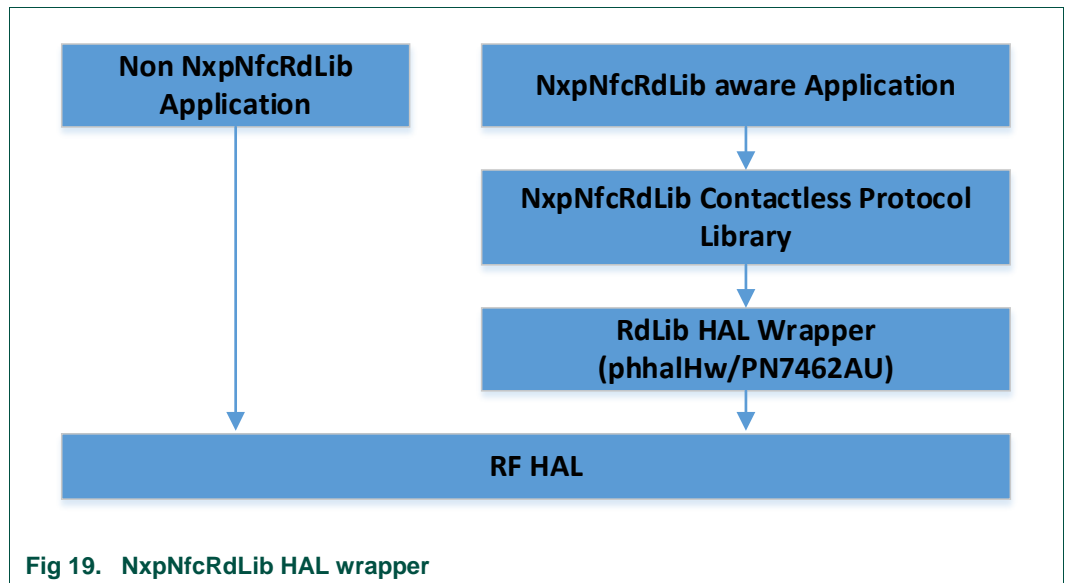 Non NxpNfcRdLib
Application
NxpNfcRdLib aware Application
NxpNfcRdLib Contactless Protocol
Library
RdLib HAL Wrapper
(phhalHw/PN7462AU)
RF HAL
Fig 19. NxpNfcRdLib HAL wrapper